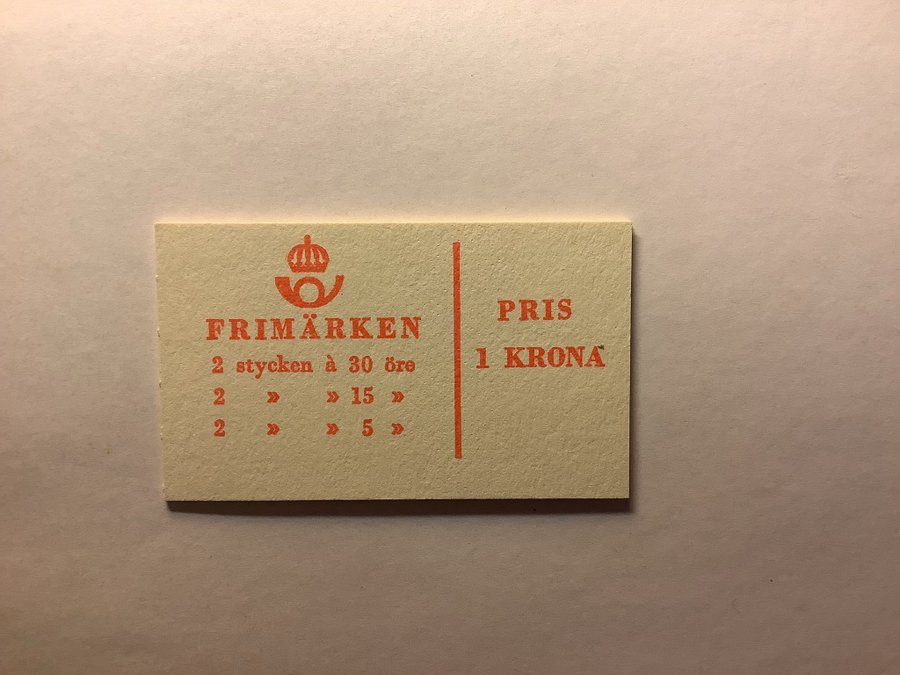 FRIMÄRKEN
2 stycken à 30 öre
2 » » 15 »
2 » » 5 »
PRIS
1 KRONA